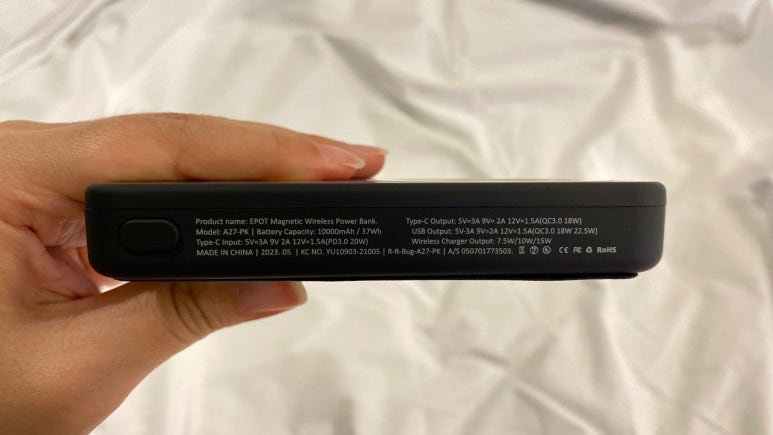 Product name: EPOT Magnetic Wireless Power Bank.
Model: A27-PK | Battery Capacity: 10000mAh / 37Wh
Type-C Input: 5V=3A 9V= 2A 12V=1.5A(PD3.0 20W)
Type-C Output: 5V=3A 9V= 2A 12V=1.5A(QC3.0 18W)
USB Output: 5V-3A 9V=2A 12V=1.5A(QC3.0 18W 22.5W)
Wireless Charger Output: 7.5W/10W/15W
MADE IN CHINA | 2023. 05 | KC NO. YU10903-21005 | R-R-Bug-A27-PK | A/S 050701773503. CE FC RoHS